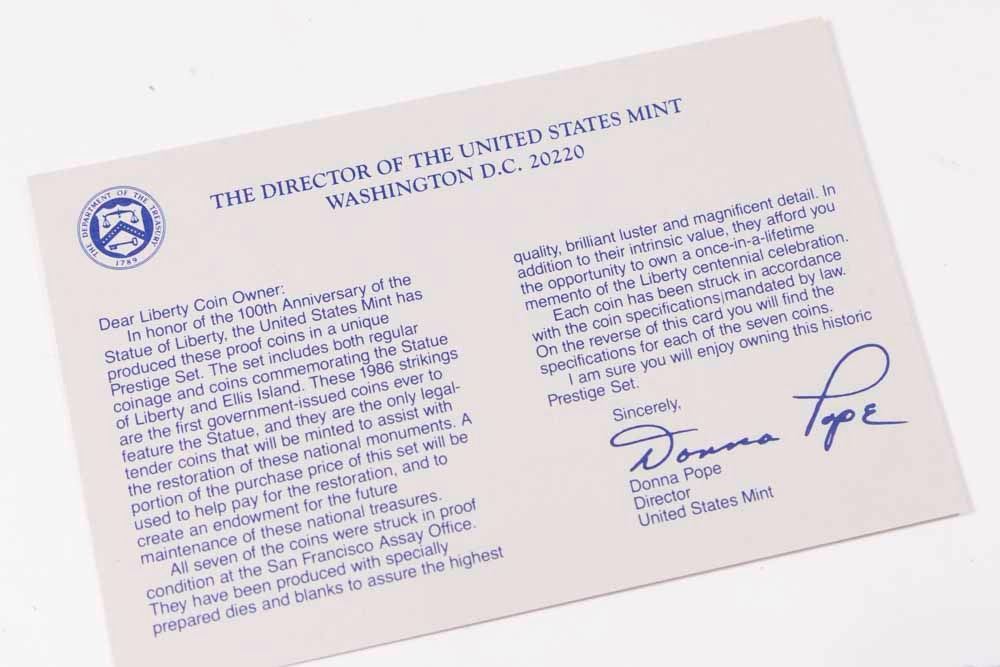 THE DIRECTOR OF THE UNITED STATES MINT
WASHINGTON D.C. 20220
THE DEPARTMENT OF THE TREASURY
1789
Dear Liberty Coin Owner:
In honor of the 100th Anniversary of the
Statue of Liberty, the United States Mint has
produced these proof coins in a unique
Prestige Set. The set includes both regular
coinage and coins commemorating the Statue
of Liberty and Ellis Island. These 1986 strikings
are the first government-issued coins ever to
feature the Statue, and they are the only legal-
tender coins that will be minted to assist with
the restoration of these national monuments. A
portion of the purchase price of this set will be
used to help pay for the restoration, and to
create an endowment for the future
maintenance of these national treasures.
All seven of the coins were struck in proof
condition at the San Francisco Assay Office.
They have been produced with specially
prepared dies and blanks to assure the highest
quality, brilliant luster and magnificent detail. In
addition to their intrinsic value, they afford you
the opportunity to own a once-in-a-lifetime
memento of the Liberty centennial celebration.
Each coin has been struck in accordance
with the coin specifications mandated by law.
On the reverse of this card you will find the
specifications for each of the seven coins.
I am sure you will enjoy owning this historic
Prestige Set.
Sincerely,
Donna Pope
Donna Pope
Director
United States Mint